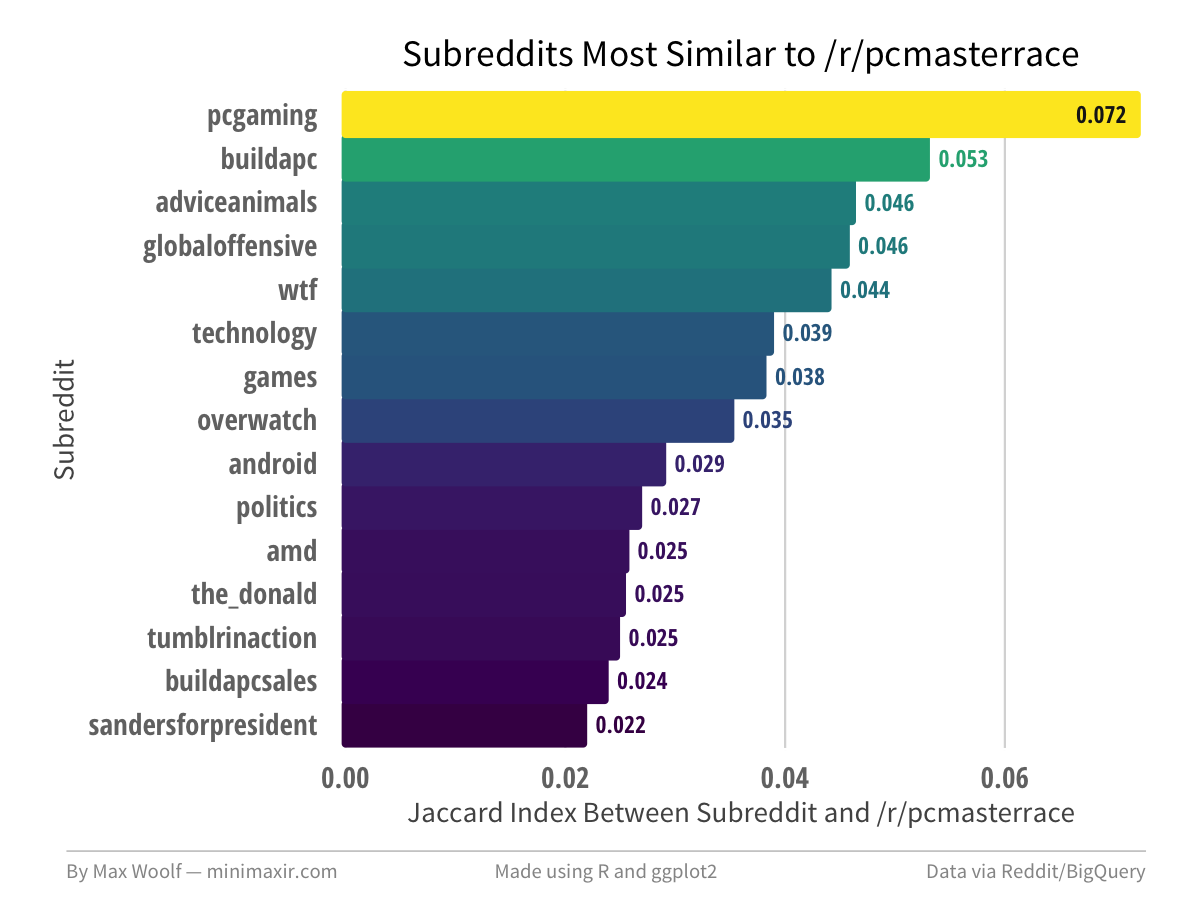 Subreddits Most Similar to /r/pcmasterrace
pcgaming 0.072
buildapc 0.053
adviceanimals 0.046
globaloffensive 0.046
wtf 0.044
technology 0.039
games 0.038
overwatch 0.035
android 0.029
politics 0.027
amd 0.025
the_donald 0.025
tumblrinaction 0.025
buildapcsales 0.024
sandersforpresident 0.022
Subreddit
0.00 0.02 0.04 0.06
Jaccard Index Between Subreddit and /r/pcmasterrace
By Max Woolf — minimaxir.com Made using R and ggplot2 Data via Reddit/BigQuery